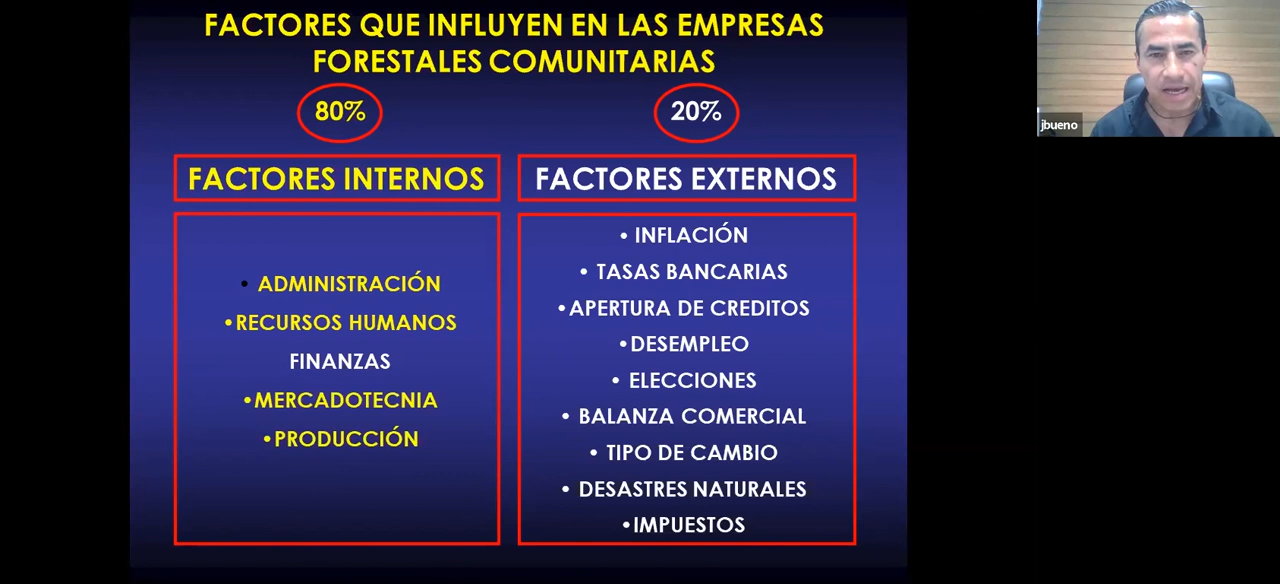 FACTORES QUE INFLUYEN EN LAS EMPRESAS
FORESTALES COMUNITARIAS
80%
20%
FACTORES INTERNOS
FACTORES EXTERNOS
• ADMINISTRACIÓN
•RECURSOS HUMANOS
FINANZAS
•MERCADOTECNIA
•PRODUCCIÓN
• INFLACIÓN
• TASAS BANCARIAS
•APERTURA DE CREDITOS
•DESEMPLEO
• ELECCIONES
• BALANZA COMERCIAL
• TIPO DE CAMBIO
• DESASTRES NATURALES
•IMPUESTOS
jbueno